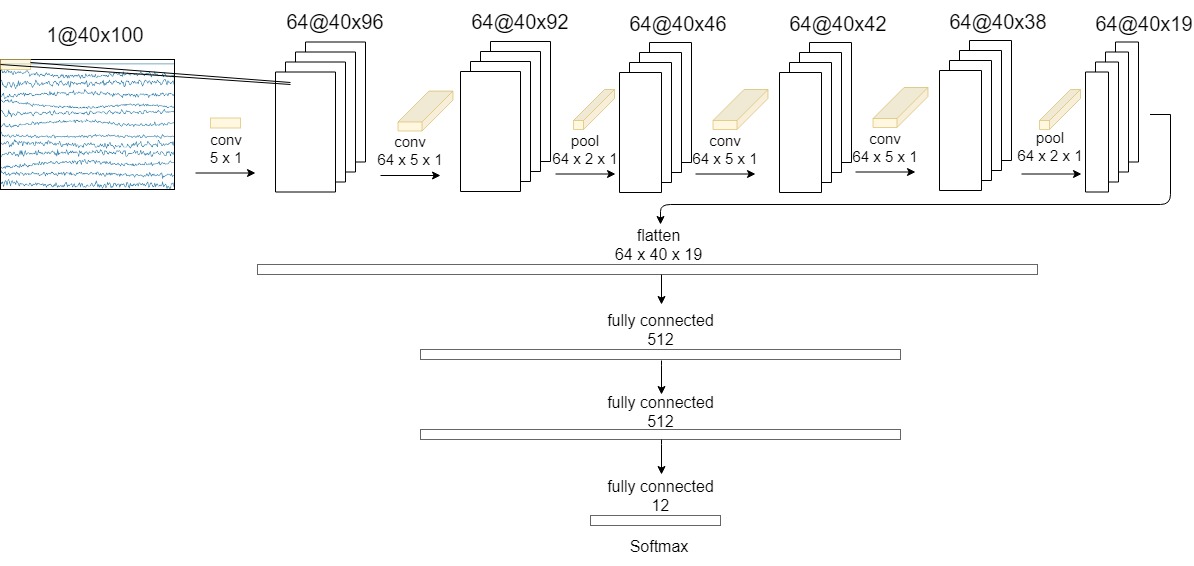 1@40x100
64@40x96
64@40x92
64@40x46
64@40x42
64@40x38
64@40x19
conv
5 x 1
conv
64 x 5 x 1
pool
64 x 2 x 1
conv
64 x 5 x 1
conv
64 x 5 x 1
pool
64 x 2 x 1
flatten
64 x 40 x 19
fully connected
512
fully connected
512
fully connected
12
Softmax